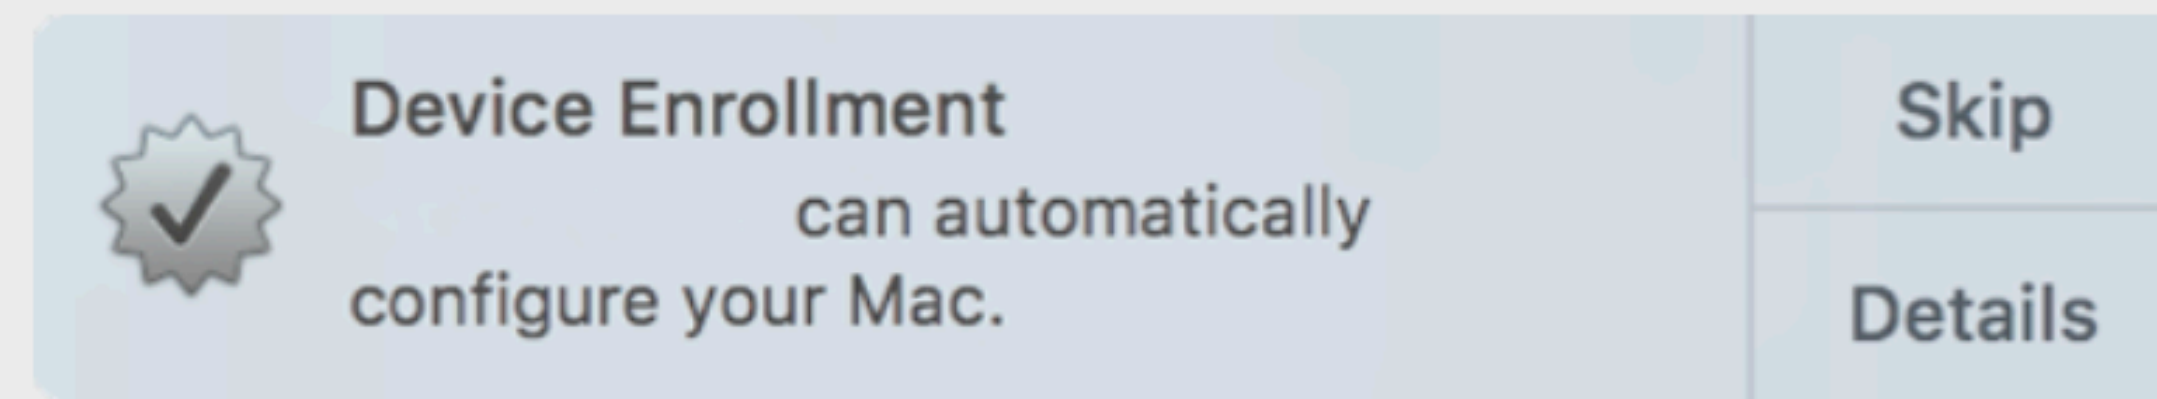 Device Enrollment
can automatically
configure your Mac.
Skip
Details